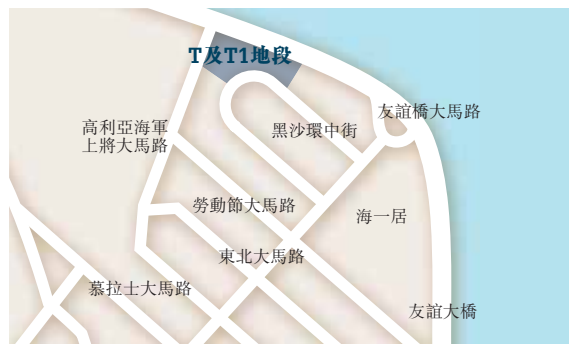 T及T1地段
友誼橋大馬路
高利亞海軍
上將大馬路
黑沙環中街
勞動節大馬路
海一居
東北大馬路
慕拉士大馬路
友誼大橋